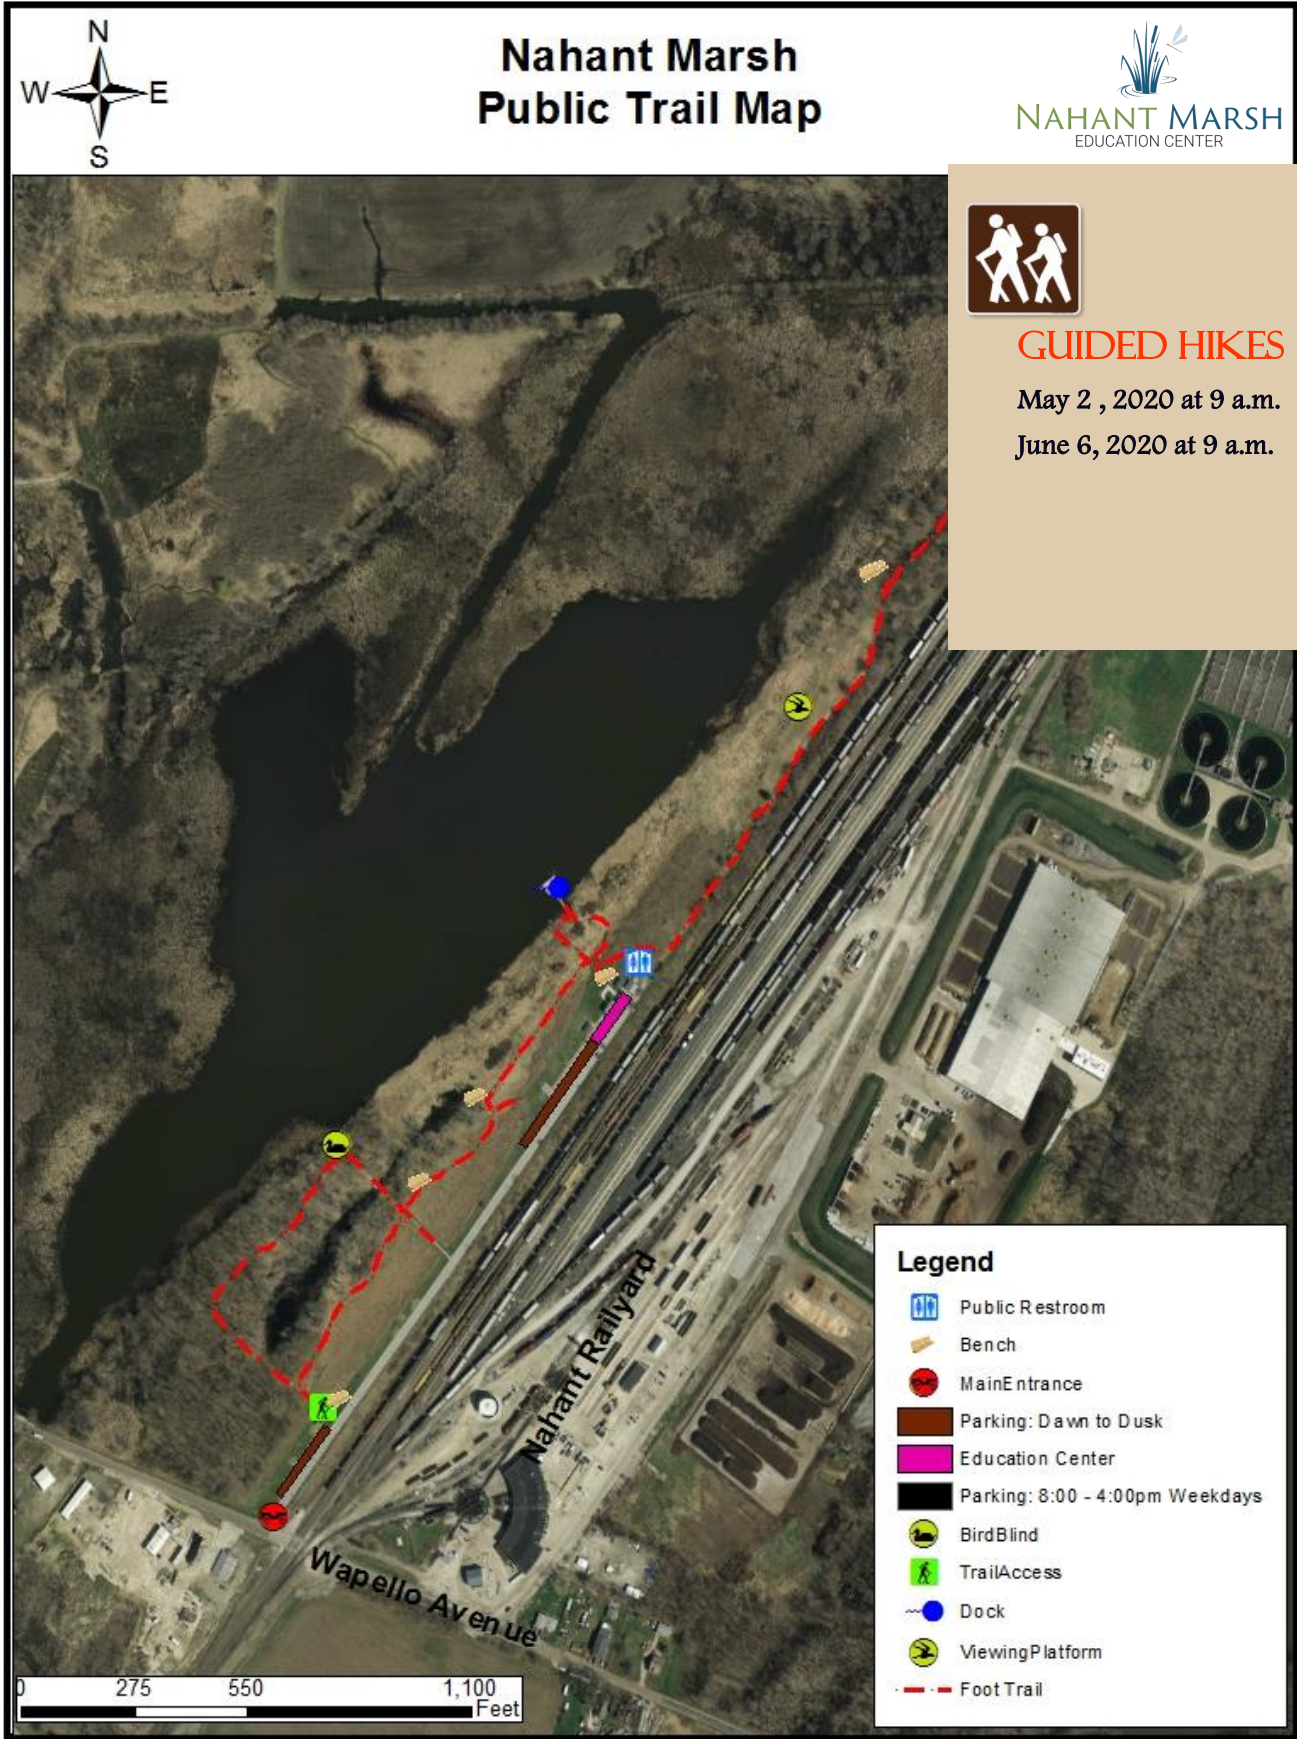 N
W E
S
Nahant Marsh
Public Trail Map
NAHANT MARSH
EDUCATION CENTER
GUIDED HIKES
May 2 , 2020 at 9 a.m.
June 6, 2020 at 9 a.m.
Nahant Railyard
Wapello Avenue
Legend
Public Restroom
Bench
MainEntrance
Parking: Dawn to Dusk
Education Center
Parking: 8:00 - 4:00pm Weekdays
BirdBlind
TrailAccess
Dock
ViewingPlatform
Foot Trail
0 275 550 1,100
Feet